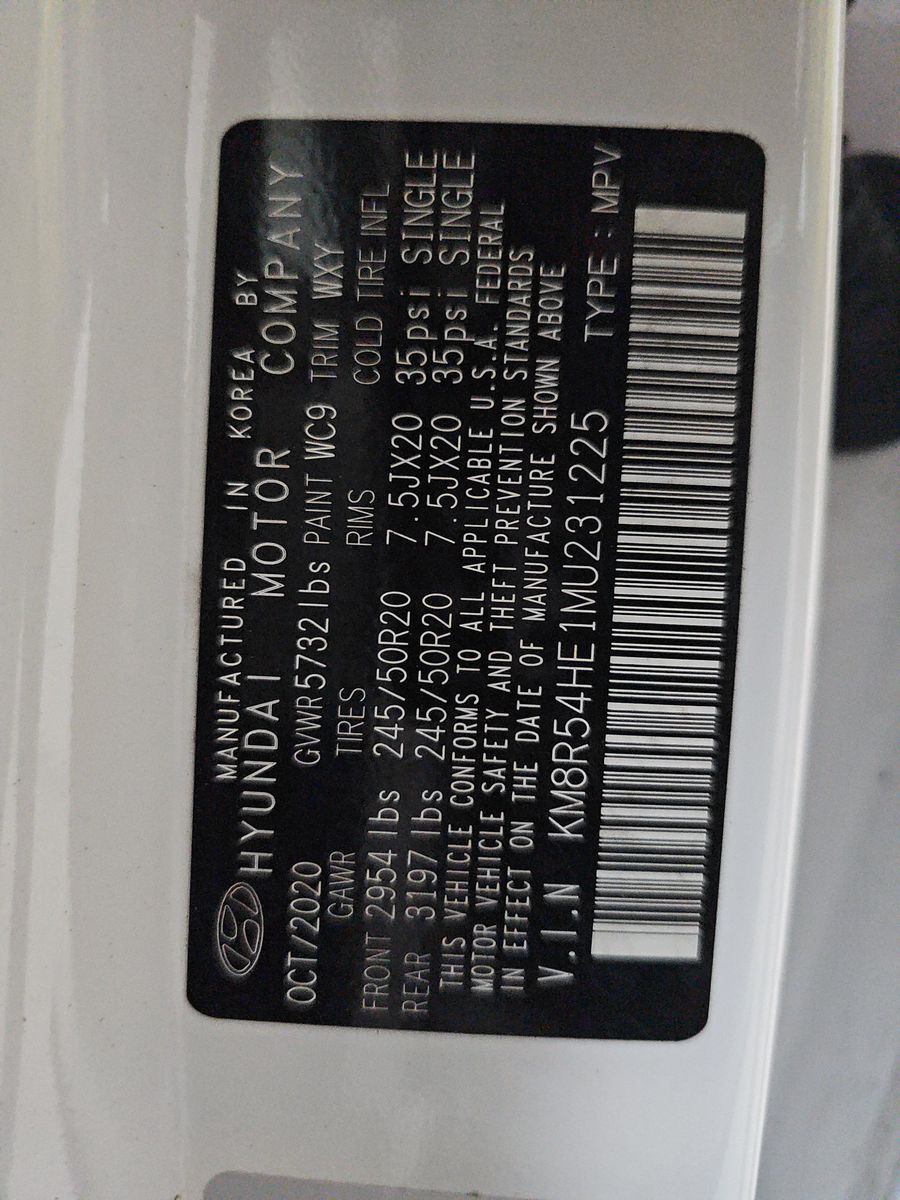 MANUFACTURED IN KOREA BY
HYUNDAI MOTOR COMPANY
OCT/2020 GVWR5732lbs PAINT WC9 TRIM WXY
GAWR TIRES RIMS COLD TIRE INFL
FRONT 2954 lbs 245/50R20 7.5JX20 35psi SINGLE
REAR 3197 lbs 245/50R20 7.5JX20 35psi SINGLE
THIS VEHICLE CONFORMS TO ALL APPLICABLE U.S.A. FEDERAL
MOTOR VEHICLE SAFETY AND THEFT PREVENTION STANDARDS
IN EFFECT ON THE DATE OF MANUFACTURE SHOWN ABOVE
V.I.N KM8R54HE1MU231225 TYPE : MPV